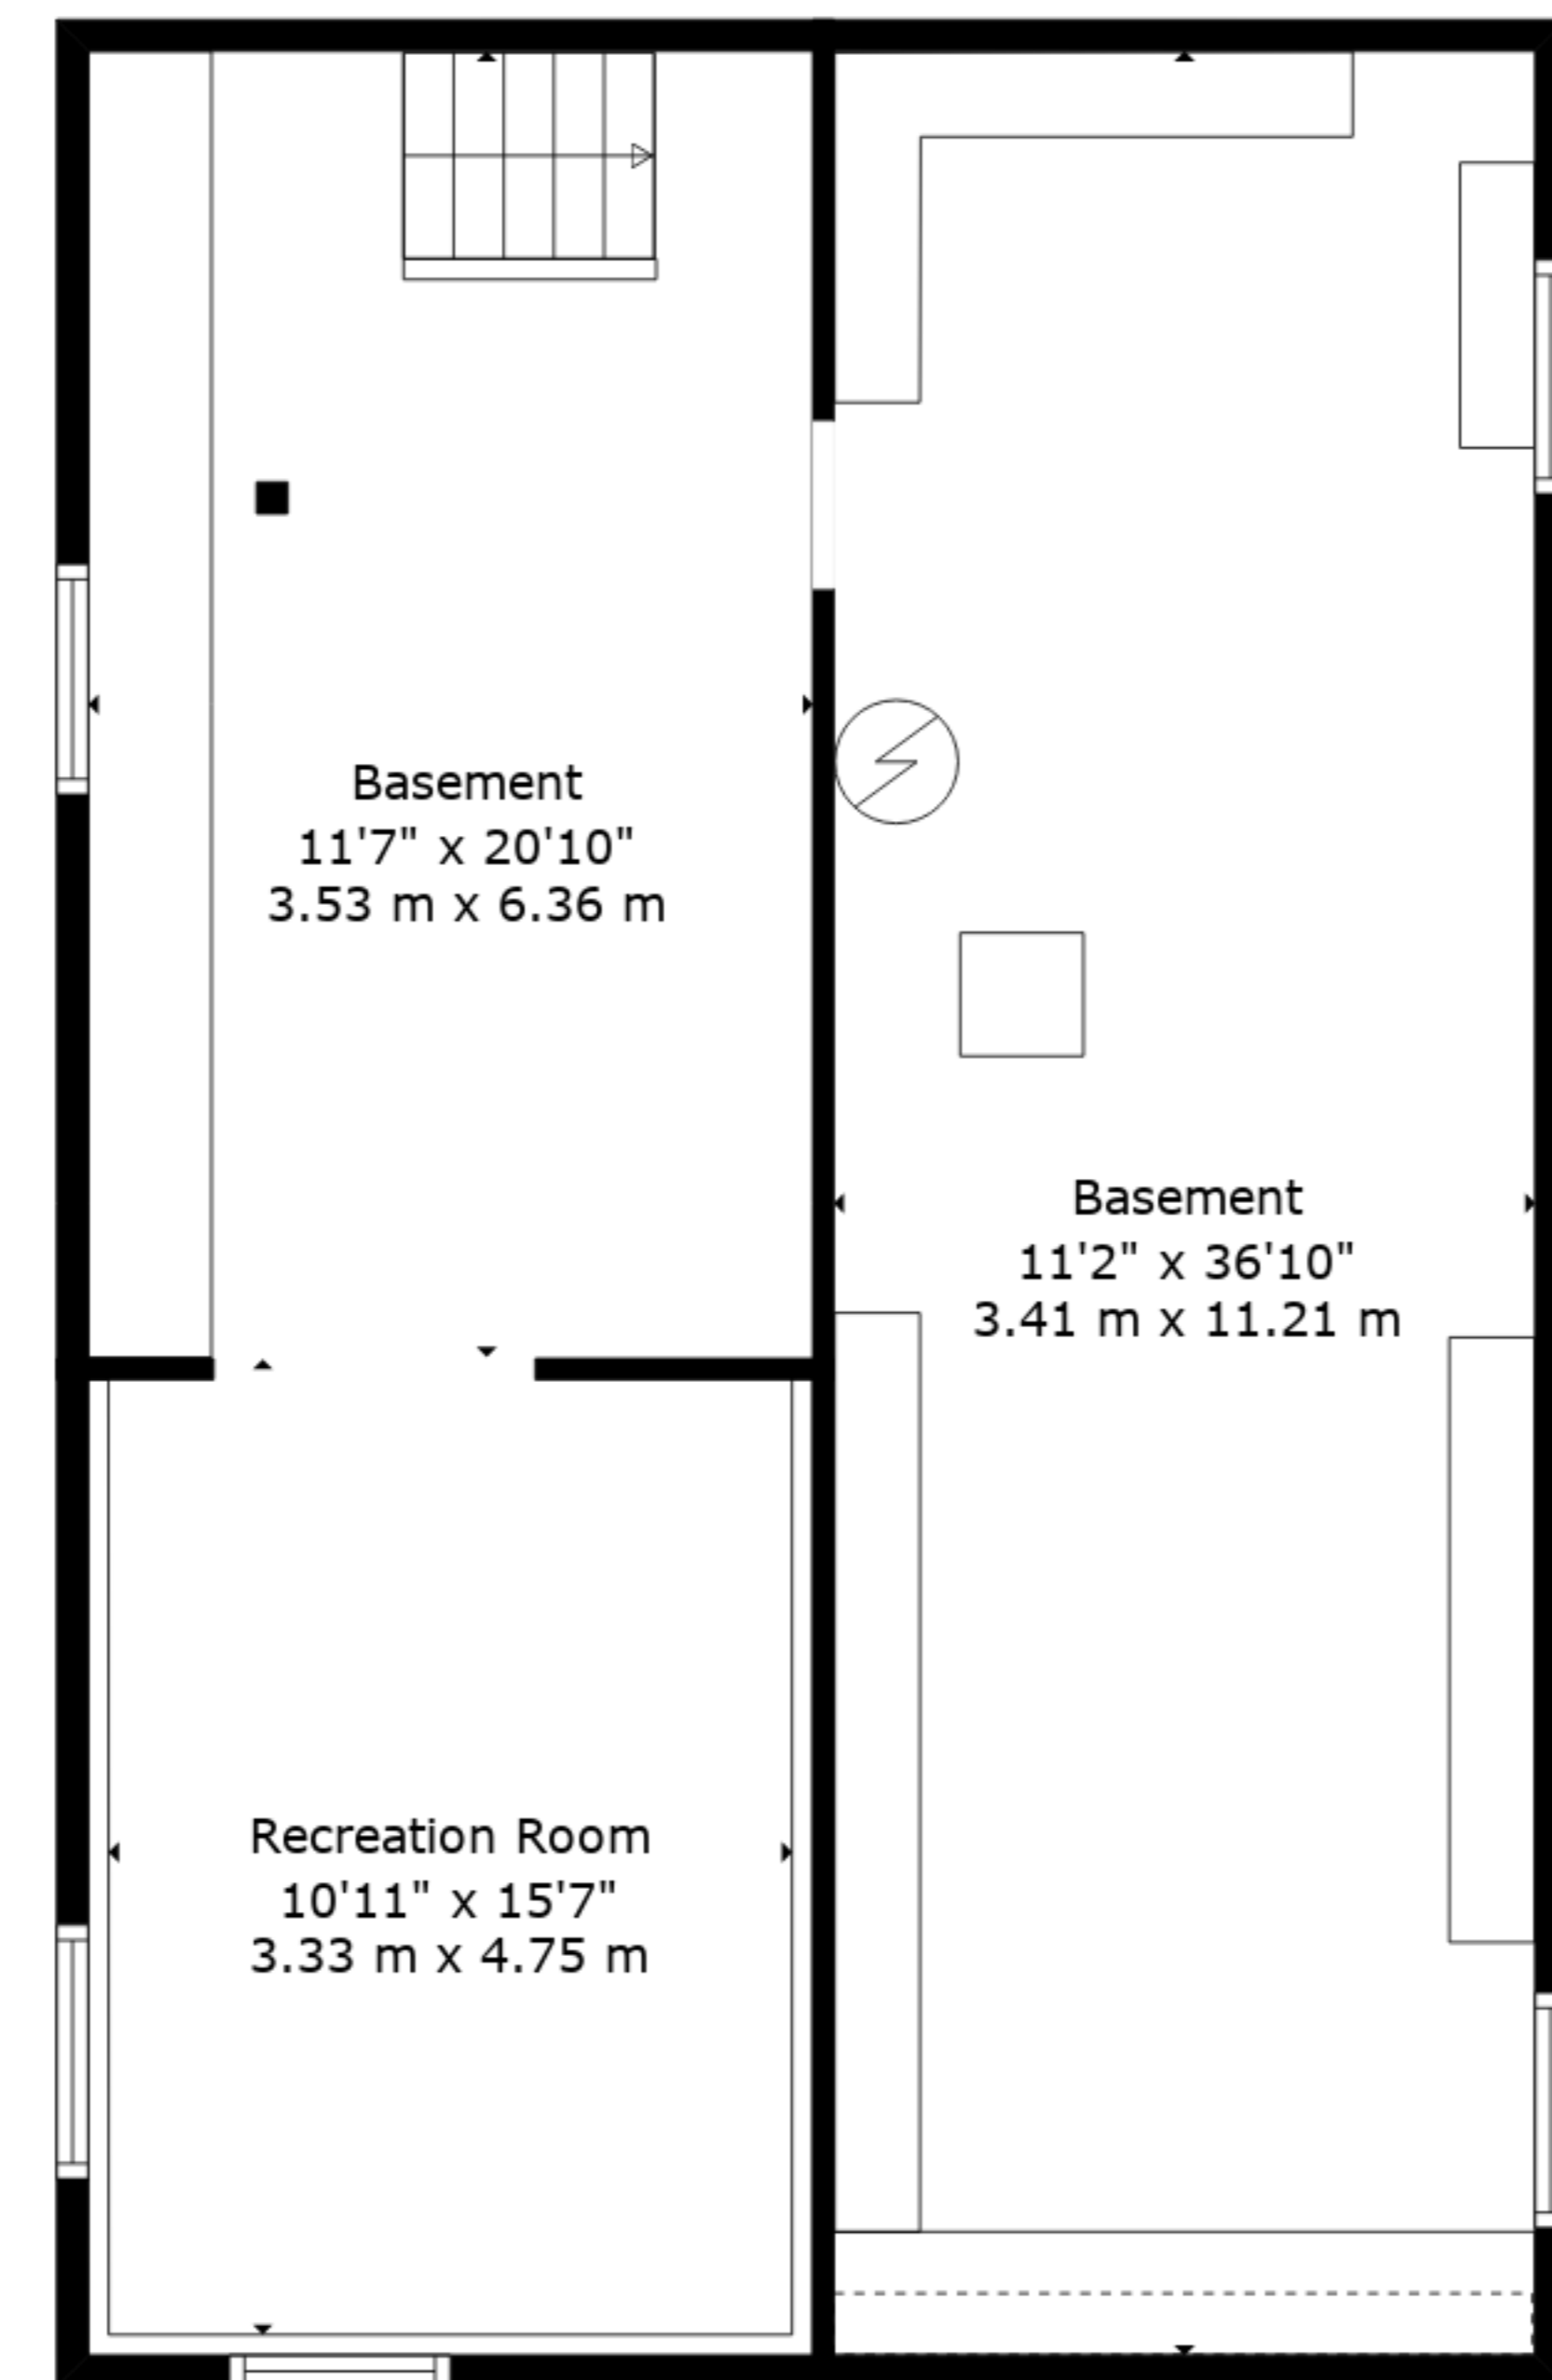 Basement
11'7" x 20'10"
3.53 m x 6.36 m
Basement
11'2" x 36'10"
3.41 m x 11.21 m
Recreation Room
10'11" x 15'7"
3.33 m x 4.75 m